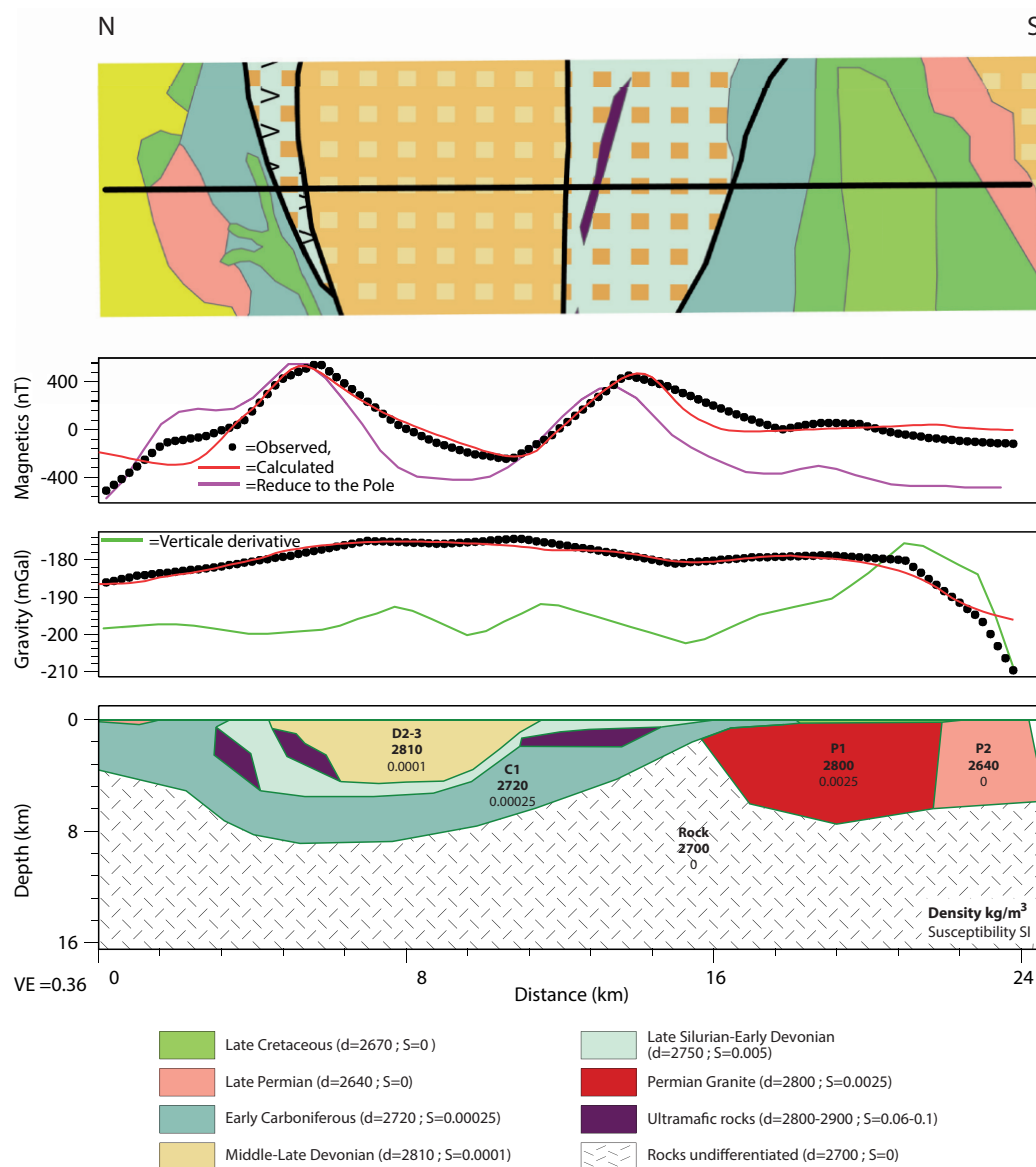 N
S
Magnetics (nT)
400
0
-400
=Observed,
=Calculated
=Reduce to the Pole
Gravity (mGal)
-180
-190
-200
-210
=Verticale derivative
Depth (km)
0
8
16
D2-3
2810
0.0001
C1
2720
0.00025
P1
2800
0.0025
P2
2640
0
Rock
2700
0
Density kg/m³
Susceptibility SI
VE =0.36
0
8
16
24
Distance (km)
Late Cretaceous (d=2670 ; S=0 )
Late Permian (d=2640 ; S=0)
Early Carboniferous (d=2720 ; S=0.00025)
Middle-Late Devonian (d=2810 ; S=0.0001)
Late Silurian-Early Devonian
(d=2750 ; S=0.005)
Permian Granite (d=2800 ; S=0.0025)
Ultramafic rocks (d=2800-2900 ; S=0.06-0.1)
Rocks undifferentiated (d=2700 ; S=0)